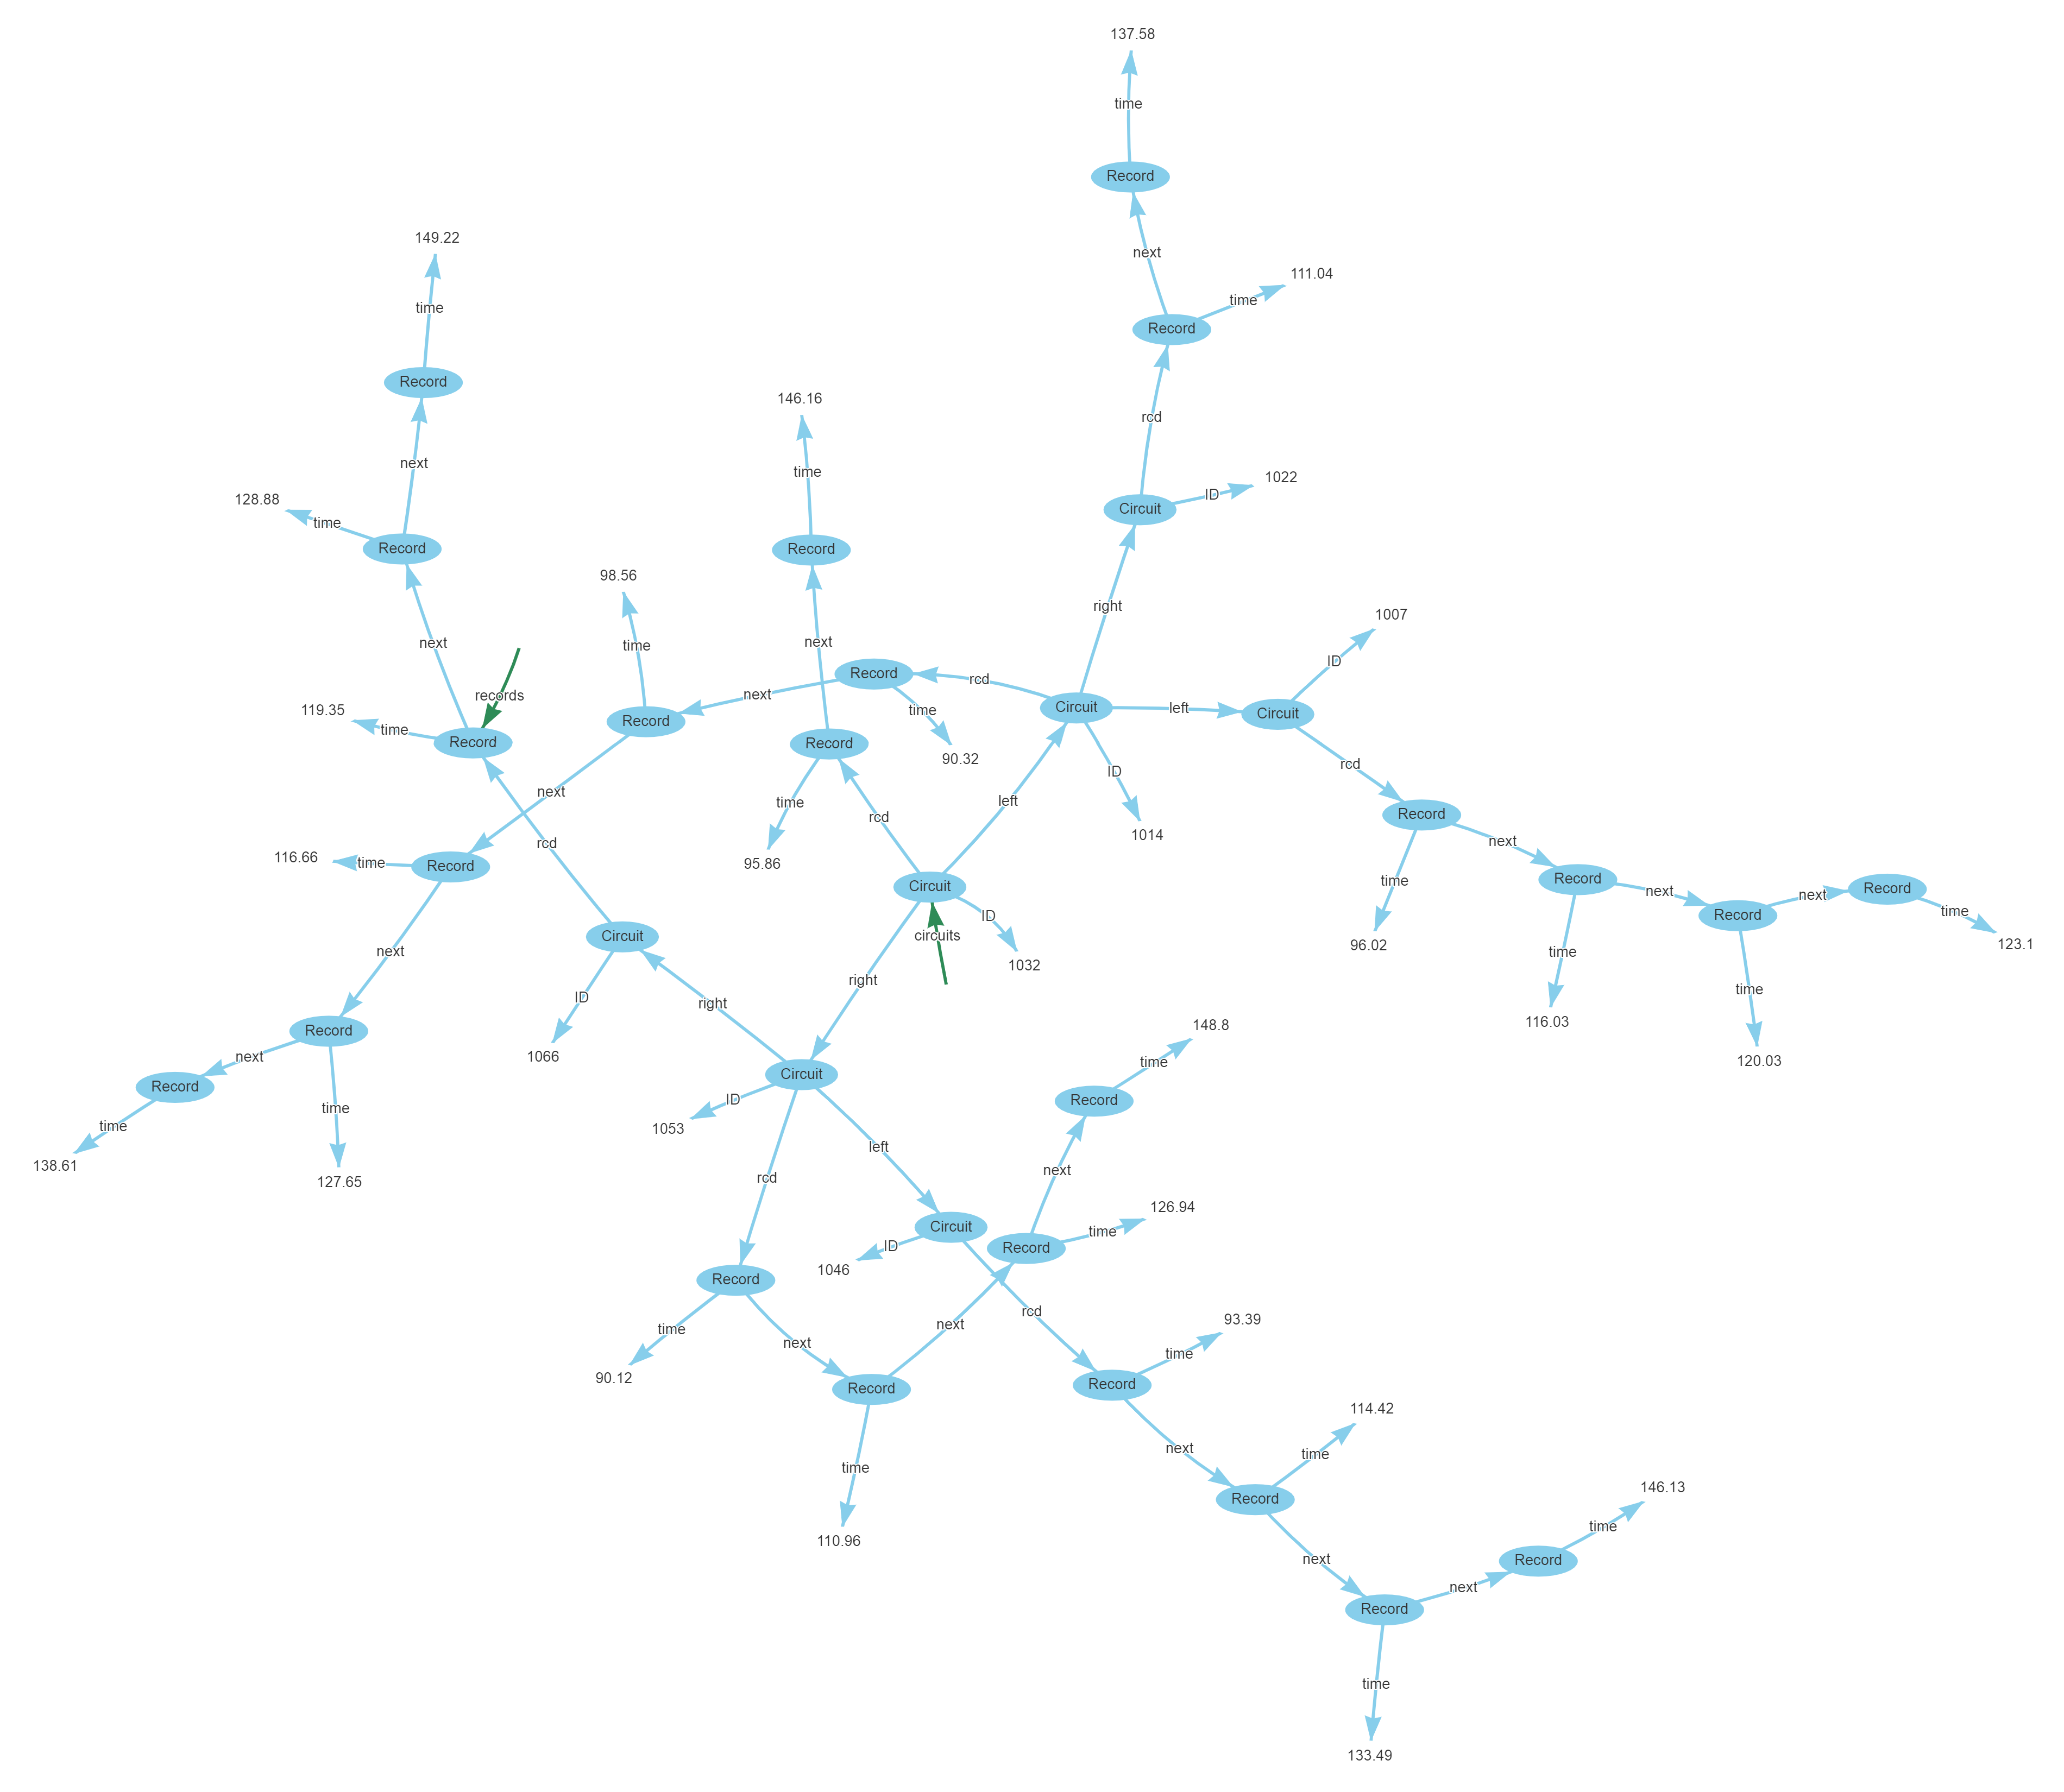 137.58
time
Record
149.22
next
111.04
time
time
Record
Record
146.16
rcd
next
time
1022
128.88
ID
Circuit
time
Record
Record
98.56
right
1007
next
next
time
ID
Record
rcd
records
next
time
Circuit
left
Circuit
119.35
Record
time
Record
Record
90.32
next
rcd
ID
time
left
Record
rcd
1014
next
116.66
time
Record
95.86
rcd
Circuit
time
Record
next
Record
next
ID
next
time
Record
Circuit
circuits
96.02
time
123.1
next
ID
right
1032
time
ID
right
116.03
time
Record
1066
148.8
next
time
120.03
Record
Circuit
time
ID
Record
time
1053
left
138.61
127.65
next
rcd
126.94
Circuit
time
ID
Record
1046
Record
rcd
93.39
time
next
next
time
90.12
Record
Record
114.42
next
time
time
146.13
Record
time
110.96
next
Record
next
Record
time
133.49